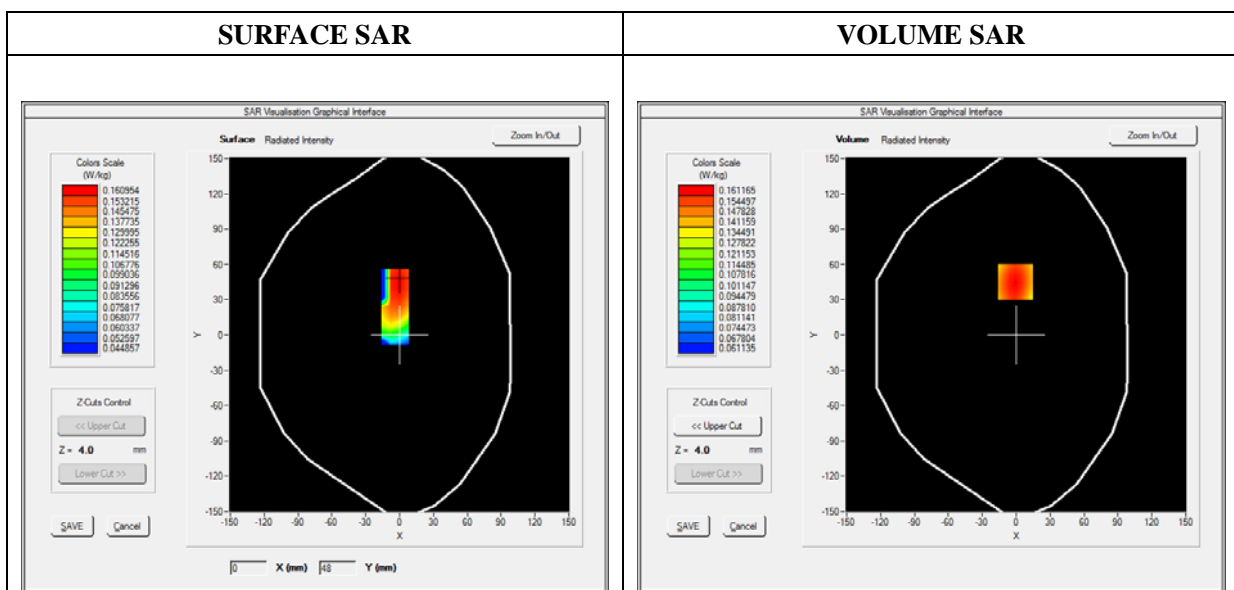 SURFACE SAR
VOLUME SAR
SAR Visualisation Graphical Interface
Surface Radiated Intensity
Zoom In/Out
Colors Scale
(W/kg)
0.160954
0.153215
0.145475
0.137735
0.129995
0.122255
0.114516
0.106776
0.099036
0.091296
0.083556
0.075817
0.068077
0.060337
0.052597
0.044857
Z-Cuts Control
<< Upper Cut
Z = 4.0 mm
Lower Cut >>
SAVE Cancel
150
120
90
60
30
0
-30
-60
-90
-120
-150
Y
-150 -120 -90 -60 -30 0 30 60 90 120 150
X
0 X (mm) 48 Y (mm)
SAR Visualisation Graphical Interface
Volume Radiated Intensity
Zoom In/Out
Colors Scale
(W/kg)
0.161165
0.154497
0.147828
0.141159
0.134491
0.127822
0.121153
0.114485
0.107816
0.101147
0.094479
0.087810
0.081141
0.074473
0.067804
0.061135
Z-Cuts Control
<< Upper Cut
Z = 4.0 mm
Lower Cut >>
SAVE Cancel
150
120
90
60
30
0
-30
-60
-90
-120
-150
Y
-150 -120 -90 -60 -30 0 30 60 90 120 150
X